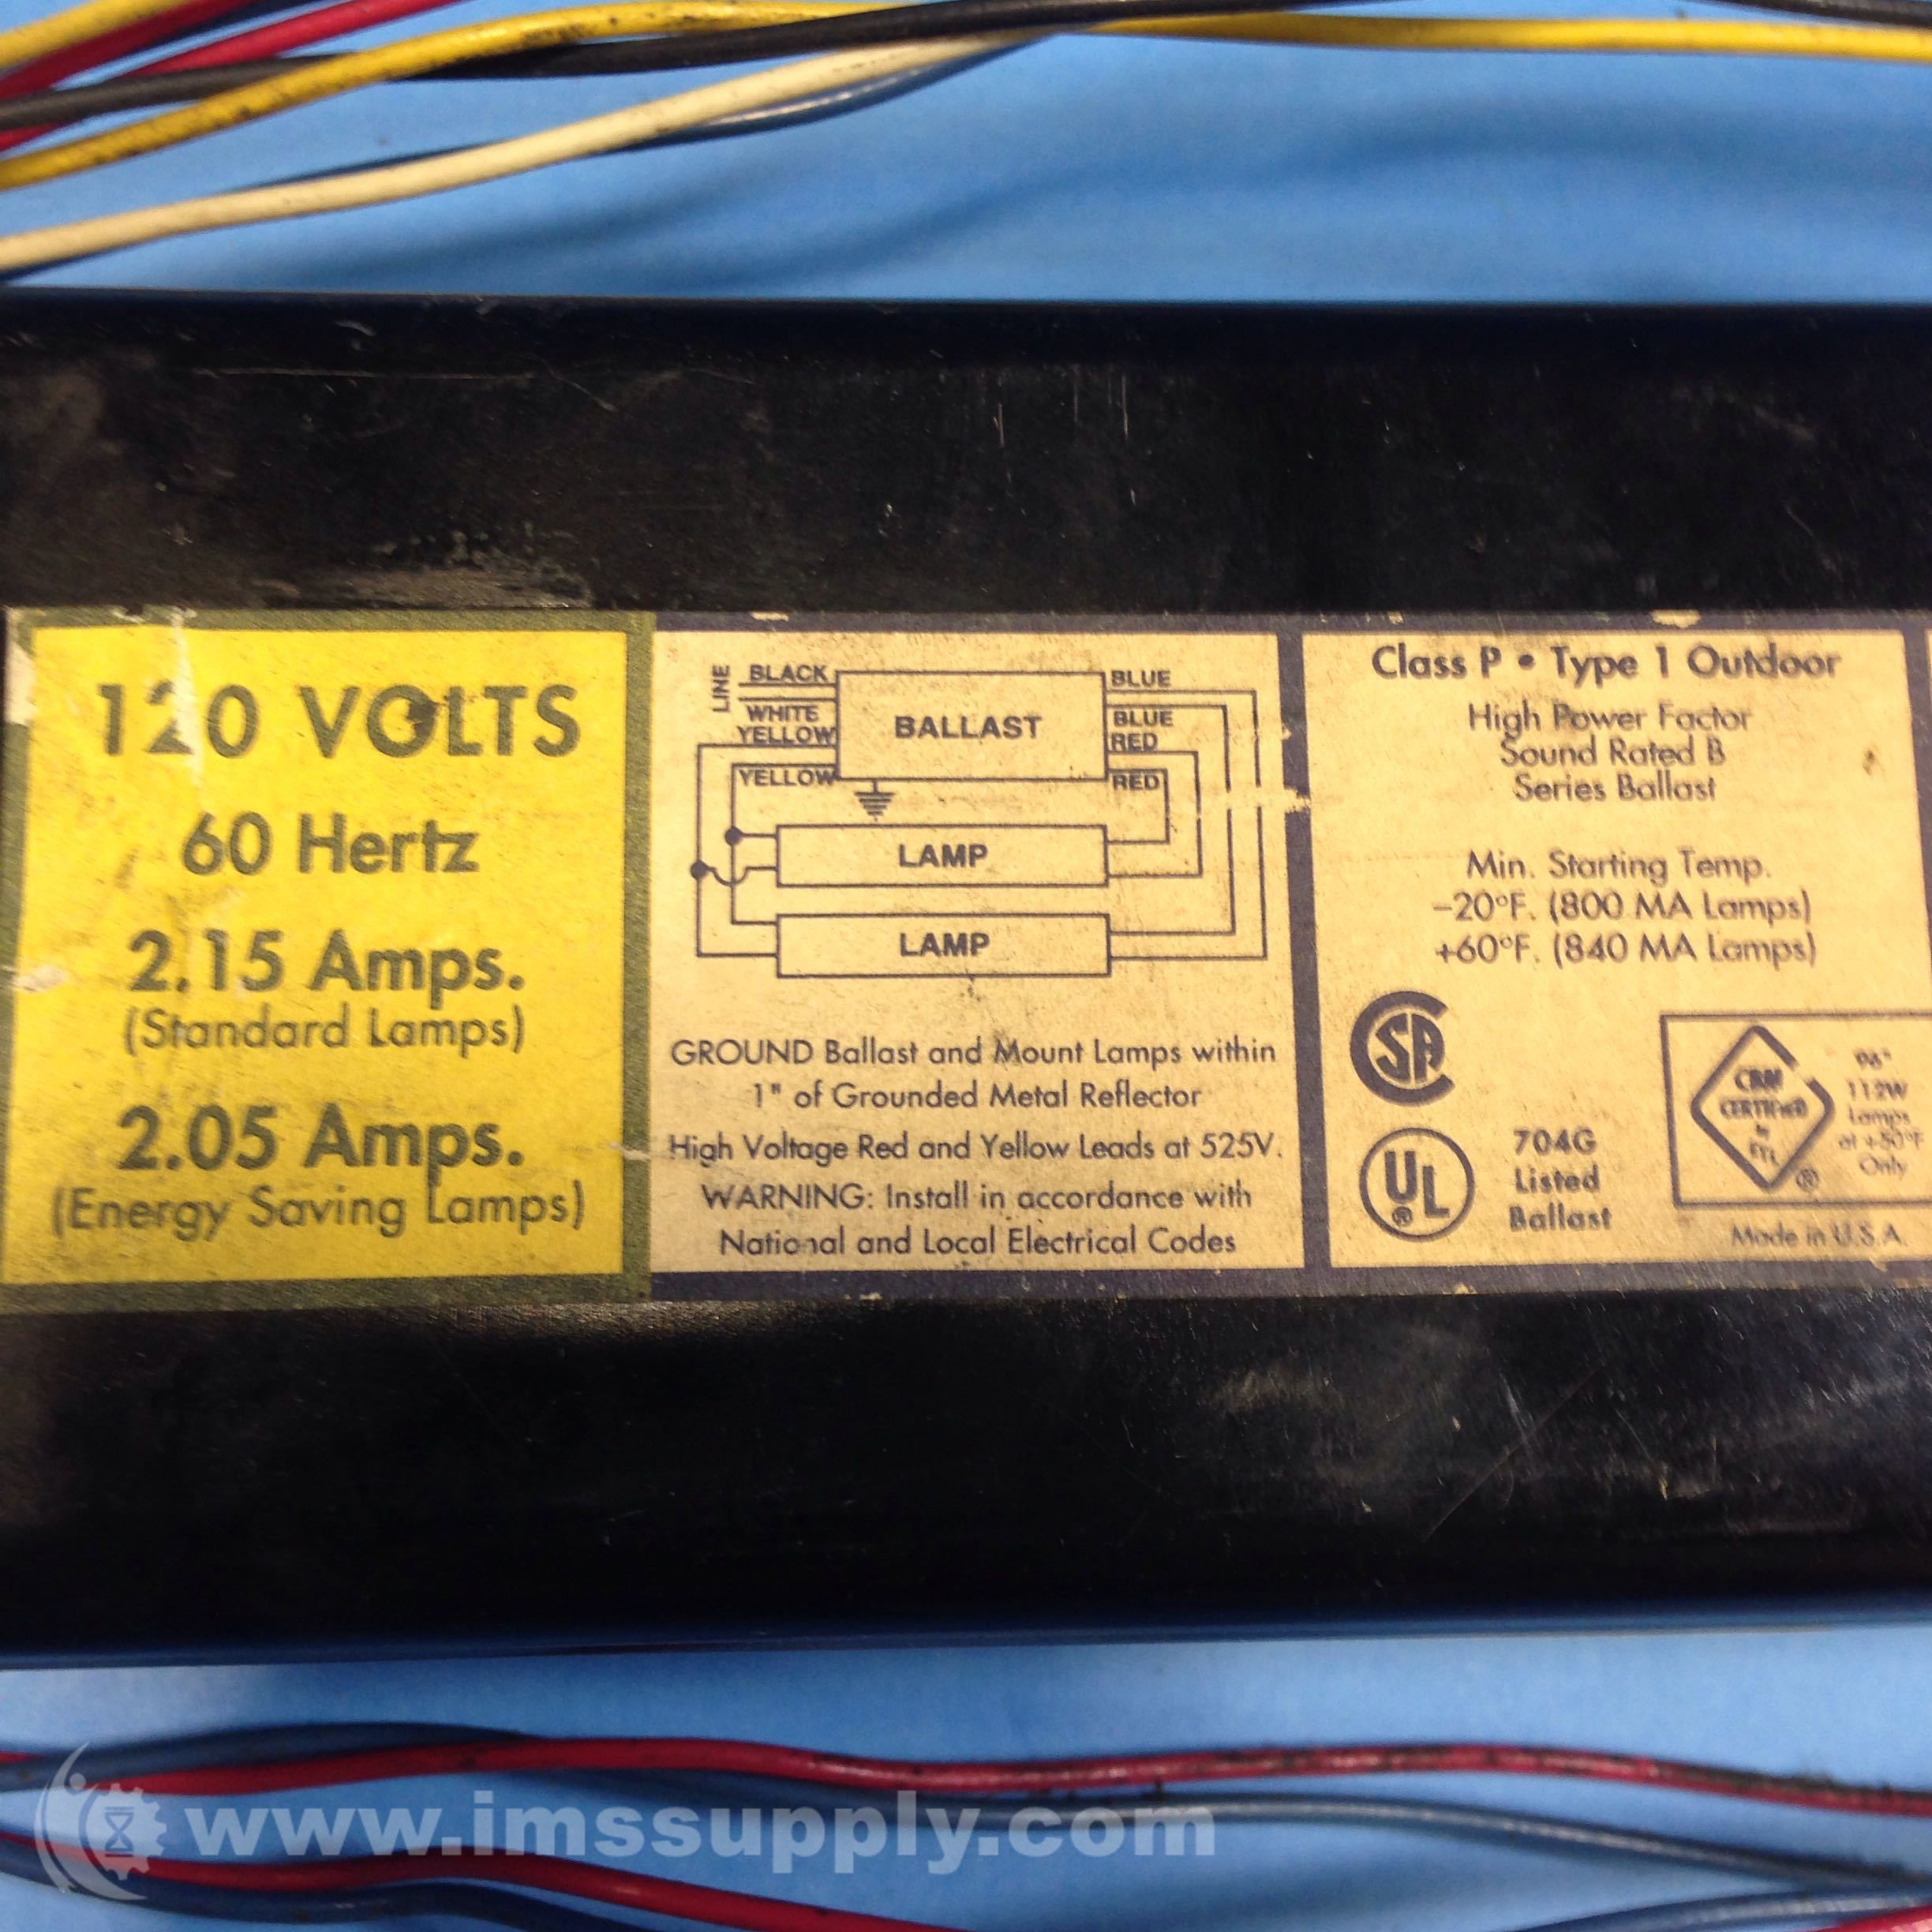 120 VOLTS
60 Hertz
2.15 Amps.
(Standard Lamps)
2.05 Amps.
(Energy Saving Lamps)
LINE
BLACK
WHITE
YELLOW
YELLOW
BALLAST
BLUE
BLUE
RED
RED
LAMP
LAMP
GROUND Ballast and Mount Lamps within
1" of Grounded Metal Reflector
High Voltage Red and Yellow Leads at 525V.
WARNING: Install in accordance with
National and Local Electrical Codes
Class P • Type 1 Outdoor
High Power Factor
Sound Rated B
Series Ballast
Min. Starting Temp.
-20°F. (800 MA Lamps)
+60°F. (840 MA Lamps)
SA
UL
®
704G
Listed
Ballast
CBM
CERTIFIED
by
ETL
®
96"
112W
Lamps
at +50°F
Only
Made in U.S.A.
www.imssupply.com